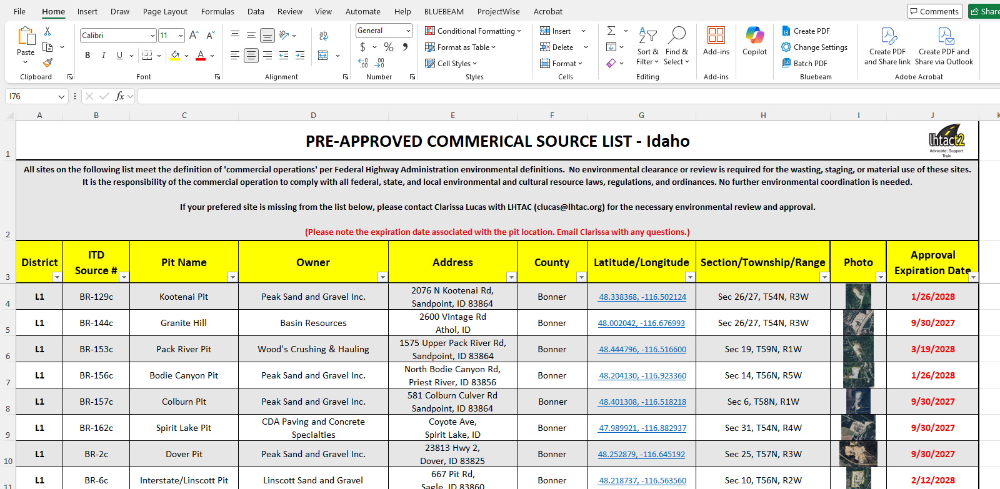 File Home Insert Draw Page Layout Formulas Data Review View Automate Help BLUEBEAM ProjectWise Acrobat Comments Share
Calibri 11 General Conditional Formatting Insert Create PDF
Paste Format as Table Delete Sort & Filter Find & Select Add-ins Copilot Change Settings Create PDF and Share link Create PDF and Share via Outlook
B I U A $ % Cell Styles Format Batch PDF
Clipboard Font Alignment Number Styles Cells Editing Add-ins Bluebeam Adobe Acrobat
I76 fx
A B C D E F G H I J K
1 PRE-APPROVED COMMERICAL SOURCE LIST - Idaho
lhtact2
Advocate | Support
Train
All sites on the following list meet the definition of 'commercial operations' per Federal Highway Administration environmental definitions. No environmental clearance or review is required for the wasting, staging, or material use of these sites.
It is the responsibility of the commercial operation to comply with all federal, state, and local environmental and cultural resource laws, regulations, and ordinances. No further environmental coordination is needed.
If your prefered site is missing from the list below, please contact Clarissa Lucas with LHTAC (clucas@lhtac.org) for the necessary environmental review and approval.
2 (Please note the expiration date associated with the pit location. Email Clarissa with any questions.)
3 District ITD Source # Pit Name Owner Address County Latitude/Longitude Section/Township/Range Photo Approval Expiration Date
4 L1 BR-129c Kootenai Pit Peak Sand and Gravel Inc. 2076 N Kootenai Rd, Sandpoint, ID 83864 Bonner 48.338368, -116.502124 Sec 26/27, T54N, R3W 1/26/2028
5 L1 BR-144c Granite Hill Basin Resources 2600 Vintage Rd Athol, ID Bonner 48.002042, -116.676993 Sec 26/27, T54N, R3W 9/30/2027
6 L1 BR-153c Pack River Pit Wood's Crushing & Hauling 1575 Upper Pack River Rd, Sandpoint, ID 83864 Bonner 48.444796, -116.516600 Sec 19, T59N, R1W 3/19/2028
7 L1 BR-156c Bodie Canyon Pit Peak Sand and Gravel Inc. North Bodie Canyon Rd, Priest River, ID 83856 Bonner 48.204130, -116.923360 Sec 14, T56N, R5W 1/26/2028
8 L1 BR-157c Colburn Pit Peak Sand and Gravel Inc. 581 Colburn Culver Rd Sandpoint, ID 83864 Bonner 48.401308, -116.518218 Sec 6, T58N, R1W 9/30/2027
9 L1 BR-162c Spirit Lake Pit CDA Paving and Concrete Specialties Coyote Ave, Spirit Lake, ID Bonner 47.989921, -116.882937 Sec 31, T54N, R4W 9/30/2027
10 L1 BR-2c Dover Pit Peak Sand and Gravel Inc. 23813 Hwy 2, Dover, ID 83825 Bonner 48.252879, -116.645192 Sec 25, T57N, R3W 9/30/2027
11 L1 BR-6c Interstate/Linscott Pit Linscott Sand and Gravel 667 Pit Rd, Sagle, ID 83860 Bonner 48.218737, -116.563560 Sec 10, T56N, R2W 2/12/2028